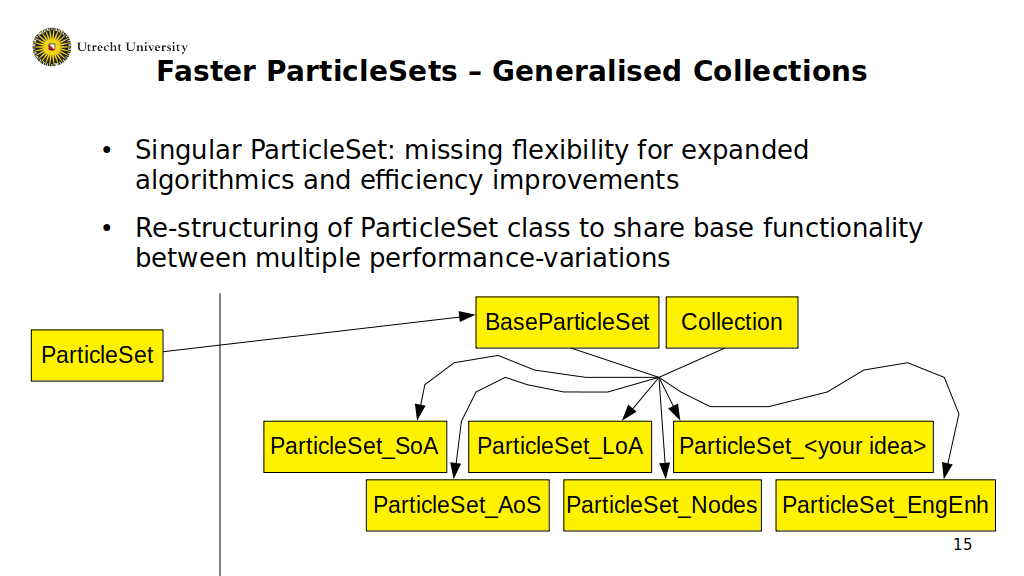 Utrecht University
Faster ParticleSets – Generalised Collections
• Singular ParticleSet: missing flexibility for expanded
algorithmics and efficiency improvements
• Re-structuring of ParticleSet class to share base functionality
between multiple performance-variations
BaseParticleSet
Collection
ParticleSet
ParticleSet_SoA
ParticleSet_LoA
ParticleSet_<your idea>
ParticleSet_AoS
ParticleSet_Nodes
ParticleSet_EngEnh
15